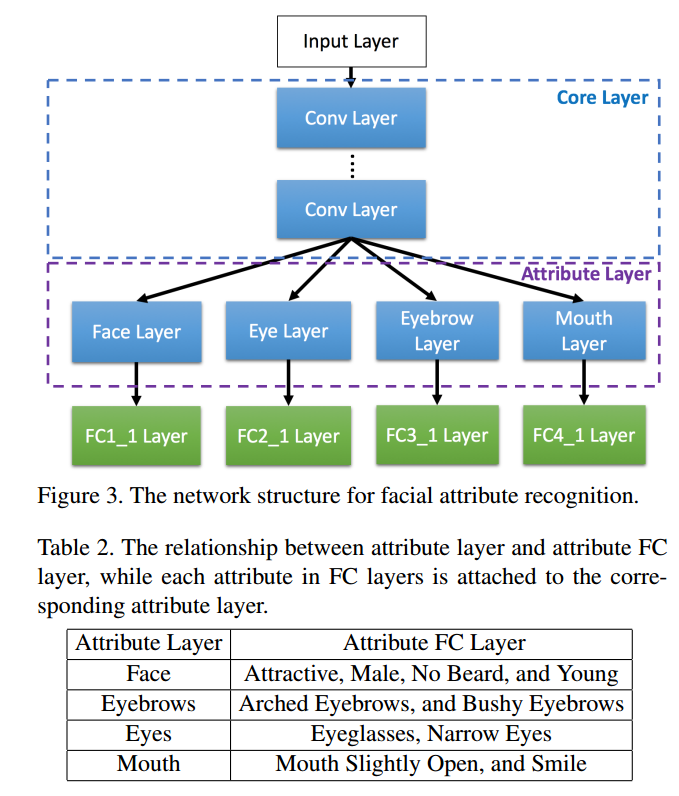 Input Layer
Core Layer
Conv Layer
Conv Layer
Attribute Layer
Face Layer
Eye Layer
Eyebrow
Layer
Mouth
Layer
FC1_1 Layer
FC2_1 Layer
FC3_1 Layer
FC4_1 Layer
Figure 3. The network structure for facial attribute recognition.
Table 2. The relationship between attribute layer and attribute FC
layer, while each attribute in FC layers is attached to the corre-
sponding attribute layer.
Attribute Layer Attribute FC Layer
Face Attractive, Male, No Beard, and Young
Eyebrows Arched Eyebrows, and Bushy Eyebrows
Eyes Eyeglasses, Narrow Eyes
Mouth Mouth Slightly Open, and Smile